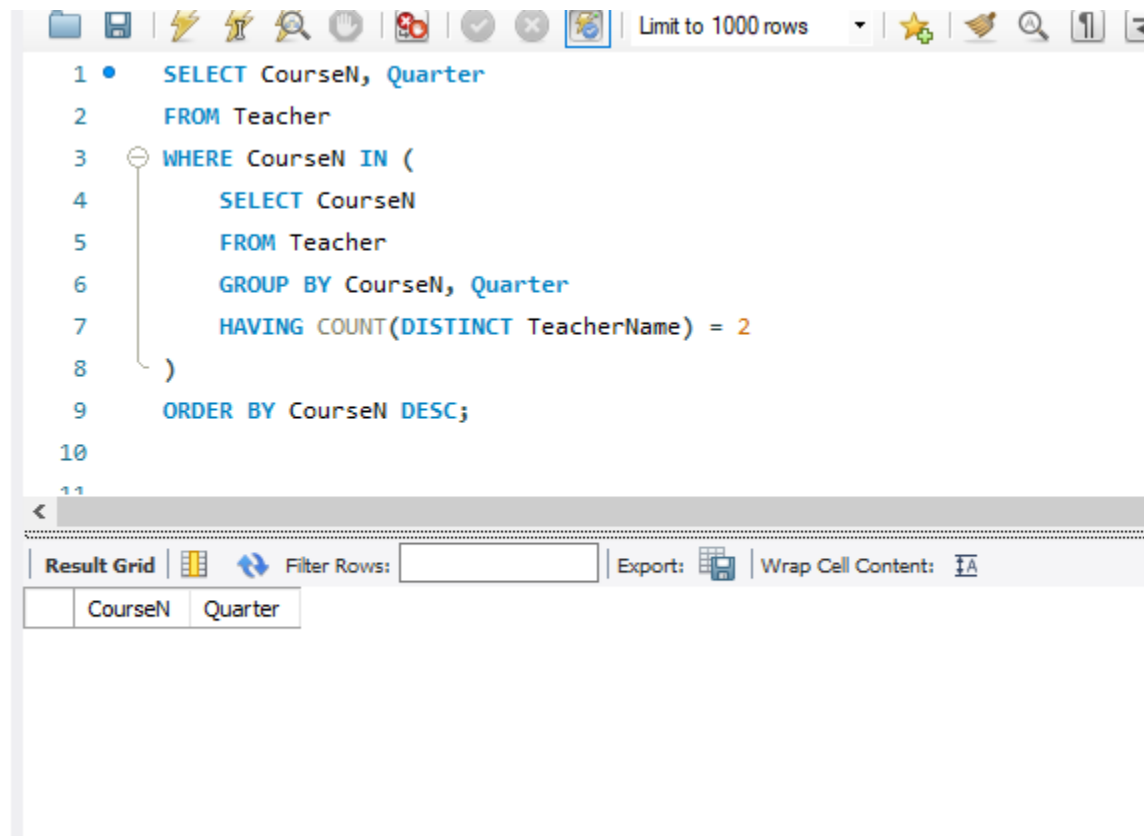 Limit to 1000 rows
1 SELECT CourseN, Quarter
2 FROM Teacher
3 WHERE CourseN IN (
4 SELECT CourseN
5 FROM Teacher
6 GROUP BY CourseN, Quarter
7 HAVING COUNT(DISTINCT TeacherName) = 2
8 )
9 ORDER BY CourseN DESC;
10
11
Result Grid Filter Rows: Export: Wrap Cell Content:
CourseN Quarter